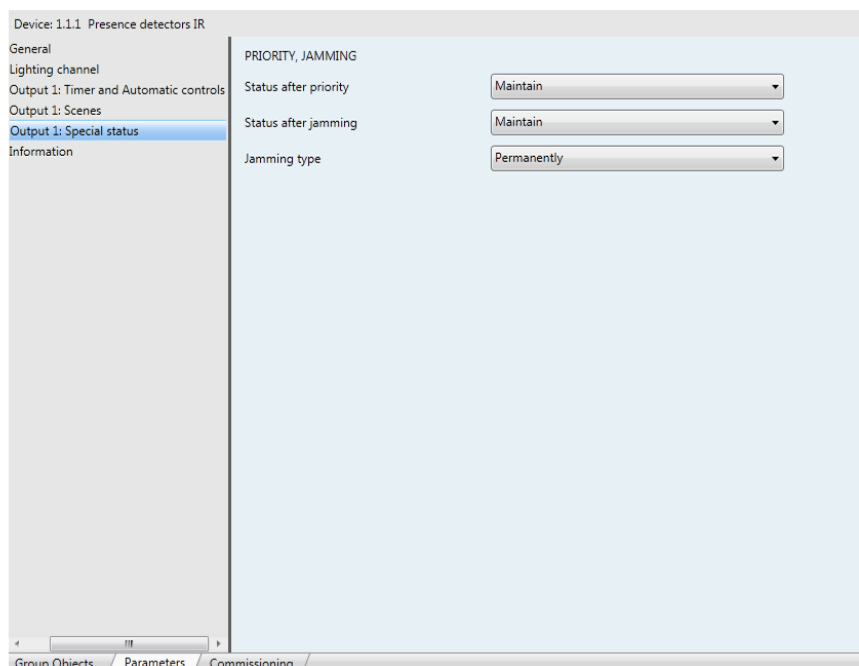 Device: 1.1.1 Presence detectors IR
General
Lighting channel
Output 1: Timer and Automatic controls
Output 1: Scenes
Output 1: Special status
Information
PRIORITY, JAMMING
Status after priority Maintain
Status after jamming Maintain
Jamming type Permanently
Group Objects Parameters Commissioning